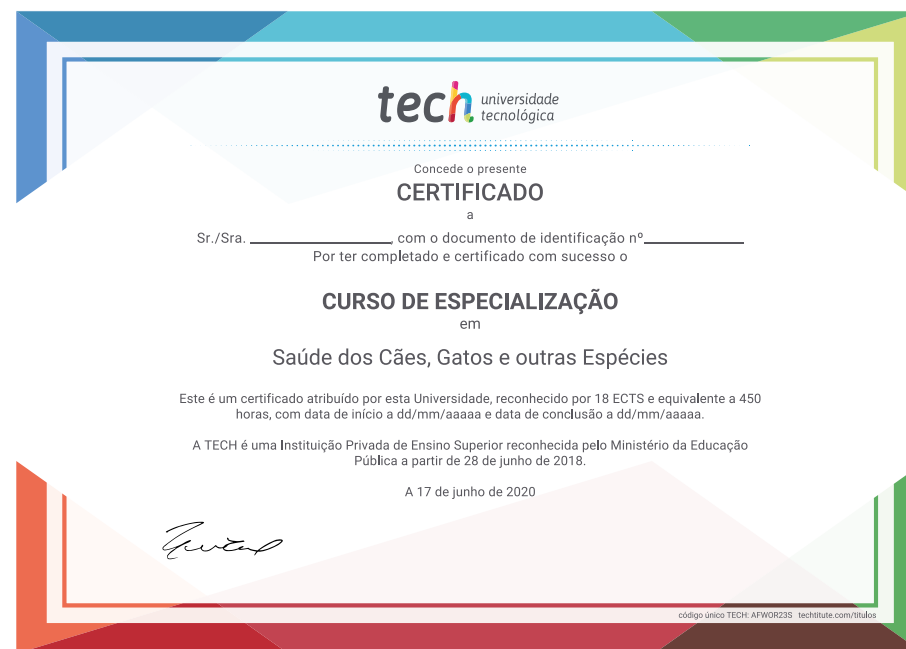 tech universidade
tecnológica
Concede o presente
CERTIFICADO
a
Sr./Sra. ____________________, com o documento de identificação nº______________
Por ter completado e certificado com sucesso o
CURSO DE ESPECIALIZAÇÃO
em
Saúde dos Cães, Gatos e outras Espécies
Este é um certificado atribuído por esta Universidade, reconhecido por 18 ECTS e equivalente a 450
horas, com data de início a dd/mm/aaaaa e data de conclusão a dd/mm/aaaaa.
A TECH é uma Instituição Privada de Ensino Superior reconhecida pelo Ministério da Educação
Pública a partir de 28 de junho de 2018.
A 17 de junho de 2020
código único TECH: AFWOR23S techtitute.com/titulos